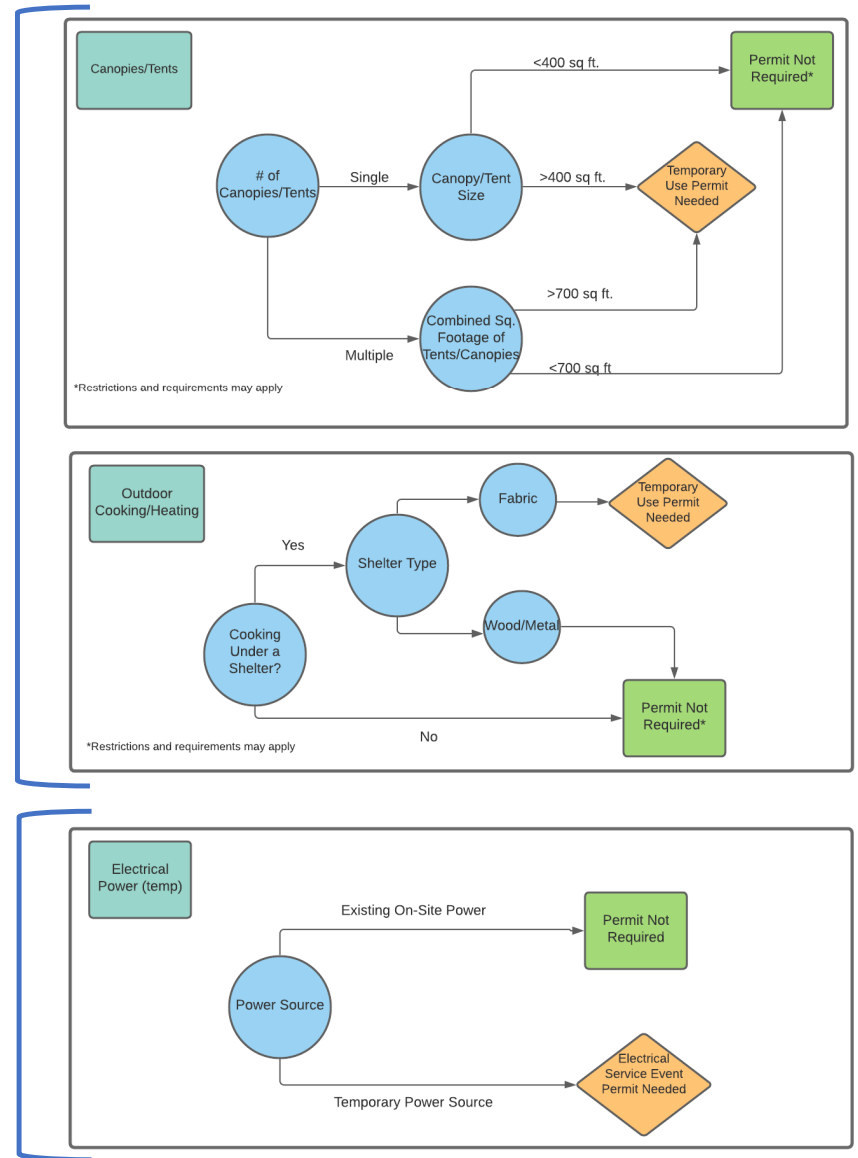 Canopies/Tents
<400 sq ft.
Permit Not
Required*
# of
Canopies/Tents
Single
Canopy/Tent
Size
>400 sq ft.
Temporary
Use Permit
Needed
>700 sq ft.
Combined Sq.
Footage of
Tents/Canopies
Multiple
<700 sq ft
*Restrictions and requirements may apply
Outdoor
Cooking/Heating
Fabric
Temporary
Use Permit
Needed
Yes
Shelter Type
Wood/Metal
Cooking
Under a
Shelter?
Permit Not
Required*
No
*Restrictions and requirements may apply
Electrical
Power (temp)
Existing On-Site Power
Permit Not
Required
Power Source
Electrical
Service Event
Permit Needed
Temporary Power Source